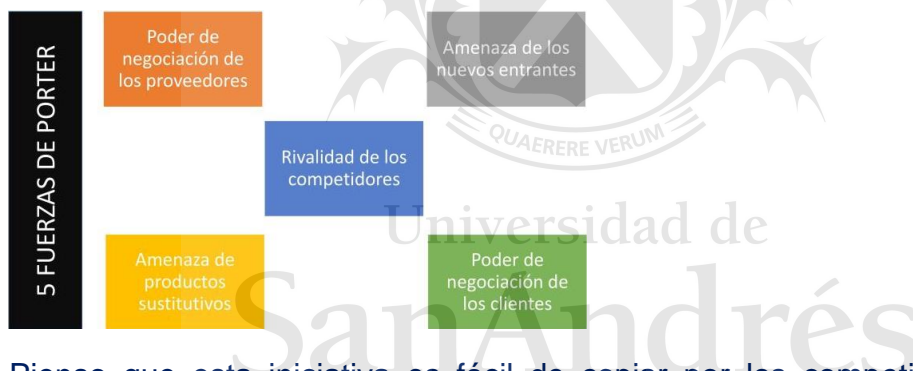 5 FUERZAS DE PORTER
Poder de
negociación de
los proveedores
Amenaza de los
nuevos entrantes
QUAERERE VERUM
Rivalidad de los
competidores
Universidad de
SanAndrés
Amenaza de
productos
sustitutivos
Poder de
negociación de
los clientes